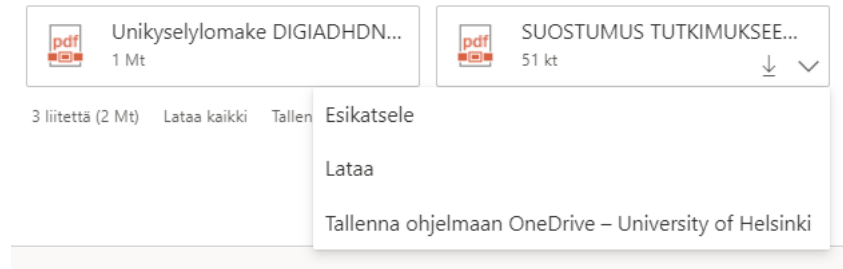 pdf
Unikyselylomake DIGIADHDN...
1 Mt
pdf
SUOSTUMUS TUTKIMUKSEE...
51 kt
3 liitettä (2 Mt) Lataa kaikki Tallen
Esikatsele
Lataa
Tallenna ohjelmaan OneDrive – University of Helsinki